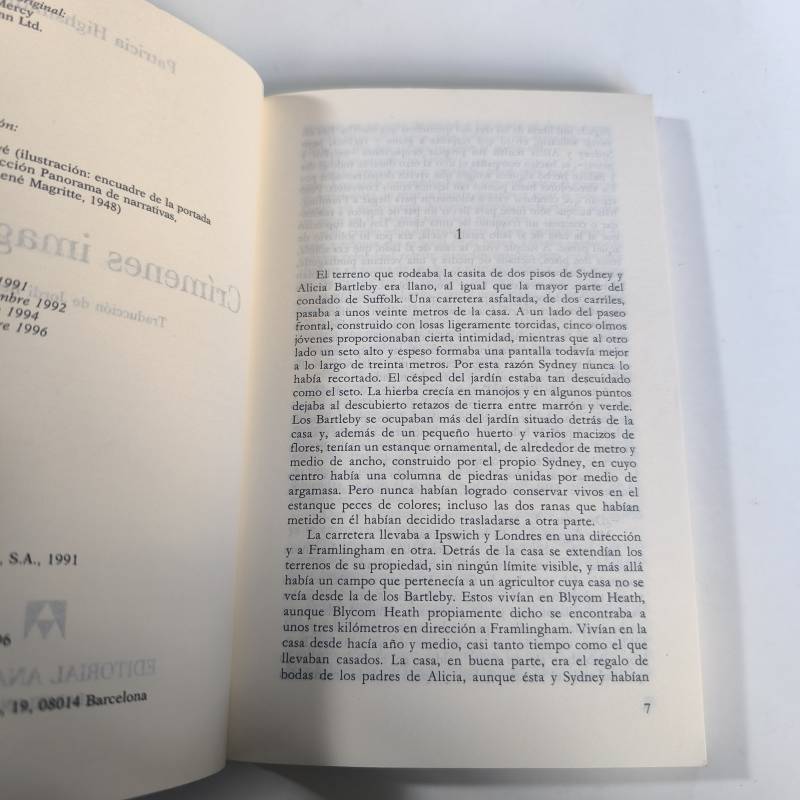 original:
Mercy
nn Ltd.
ón:
é (ilustración: encuadre de la portada
cción Panorama de narrativas,
ené Magritte, 1948)
1991
mbre 1992
1994
re 1996
, S.A., 1991
96
, 19, 08014 Barcelona
Patricia High
Crímenes imag
Traducción de Jordi
EDITORIAL ANA
1
El terreno que rodeaba la casita de dos pisos de Sydney y
Alicia Bartleby era llano, al igual que la mayor parte del
condado de Suffolk. Una carretera asfaltada, de dos carriles,
pasaba a unos veinte metros de la casa. A un lado del paseo
frontal, construido con losas ligeramente torcidas, cinco olmos
jóvenes proporcionaban cierta intimidad, mientras que al otro
lado un seto alto y espeso formaba una pantalla todavía mejor
a lo largo de treinta metros. Por esta razón Sydney nunca lo
había recortado. El césped del jardín estaba tan descuidado
como el seto. La hierba crecía en manojos y en algunos puntos
dejaba al descubierto retazos de tierra entre marrón y verde.
Los Bartleby se ocupaban más del jardín situado detrás de la
casa y, además de un pequeño huerto y varios macizos de
flores, tenían un estanque ornamental, de alrededor de metro y
medio de ancho, construido por el propio Sydney, en cuyo
centro había una columna de piedras unidas por medio de
argamasa. Pero nunca habían logrado conservar vivos en el
estanque peces de colores; incluso las dos ranas que habían
metido en él habían decidido trasladarse a otra parte.
La carretera llevaba a Ipswich y Londres en una dirección
y a Framlingham en otra. Detrás de la casa se extendían los
terrenos de su propiedad, sin ningún límite visible, y más allá
había un campo que pertenecía a un agricultor cuya casa no se
veía desde la de los Bartleby. Estos vivían en Blycom Heath,
aunque Blycom Heath propiamente dicho se encontraba a
unos tres kilómetros en dirección a Framlingham. Vivían en la
casa desde hacía año y medio, casi tanto tiempo como el que
llevaban casados. La casa, en buena parte, era el regalo de
bodas de los padres de Alicia, aunque ésta y Sydney habían
7